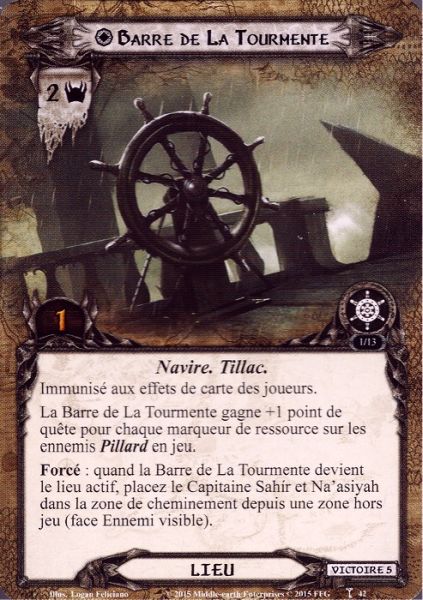 Barre de La Tourmente
2
1
1/13
Navire. Tillac.
Immunisé aux effets de carte des joueurs.
La Barre de La Tourmente gagne +1 point de
quête pour chaque marqueur de ressource sur les
ennemis Pillard en jeu.
Forcé : quand la Barre de La Tourmente devient
le lieu actif, placez le Capitaine Sahír et Na'asiyah
dans la zone de cheminement depuis une zone hors
jeu (face Ennemi visible).
LIEU
VICTOIRE 5
Illus. Logan Feliciano © 2015 Middle-earth Enterprises © 2015 FFG 42